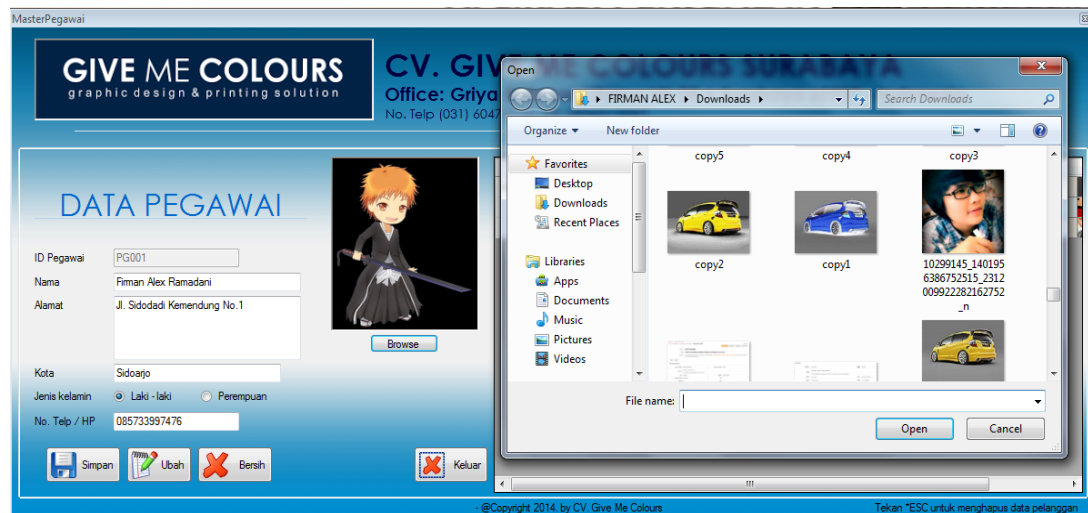 MasterPegawai
GIVE ME COLOURS
graphic design & printing solution
CV. GIVE ME COLOURS SURABAYA
Office: Griya
No. Telp (031) 6047
DATA PEGAWAI
ID Pegawai
PG001
Nama
Firman Alex Ramadani
Alamat
Jl. Sidodadi Kemendung No.1
Browse
Kota
Sidoarjo
Jenis kelamin
Laki - laki
Perempuan
No. Telp / HP
085733997476
Simpan
Ubah
Bersih
Keluar
Open
FIRMAN ALEX
Downloads
Search Downloads
Organize
New folder
Favorites
Desktop
Downloads
Recent Places
Libraries
Apps
Documents
Music
Pictures
Videos
copy5
copy4
copy3
copy2
copy1
10299145_140195
6386752515_2312
009922282162752
_n
File name:
Open
Cancel
- @Copyright 2014. by CV. Give Me Colours
Tekan "ESC untuk menghapus data pelanggan